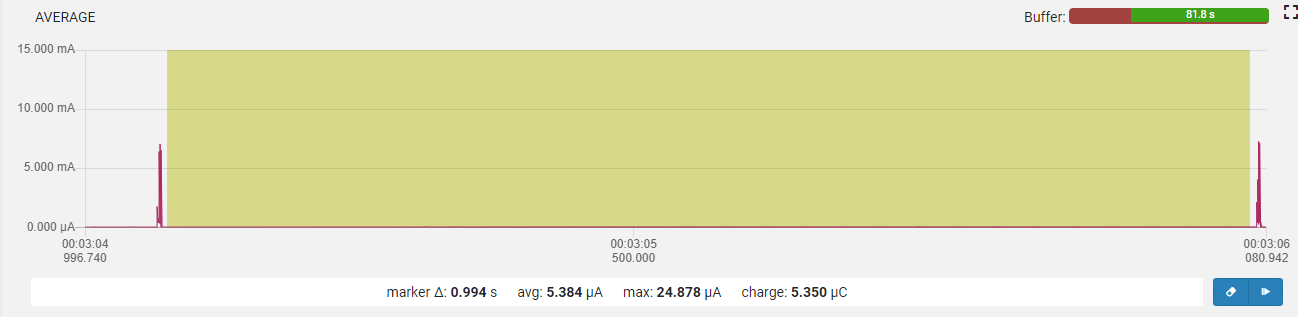 AVERAGE
Buffer: 81.8 s
15.000 mA
10.000 mA
5.000 mA
0.000 µA
00:03:04
996.740
00:03:05
500.000
00:03:06
080.942
marker Δ: 0.994 s avg: 5.384 µA max: 24.878 µA charge: 5.350 µC